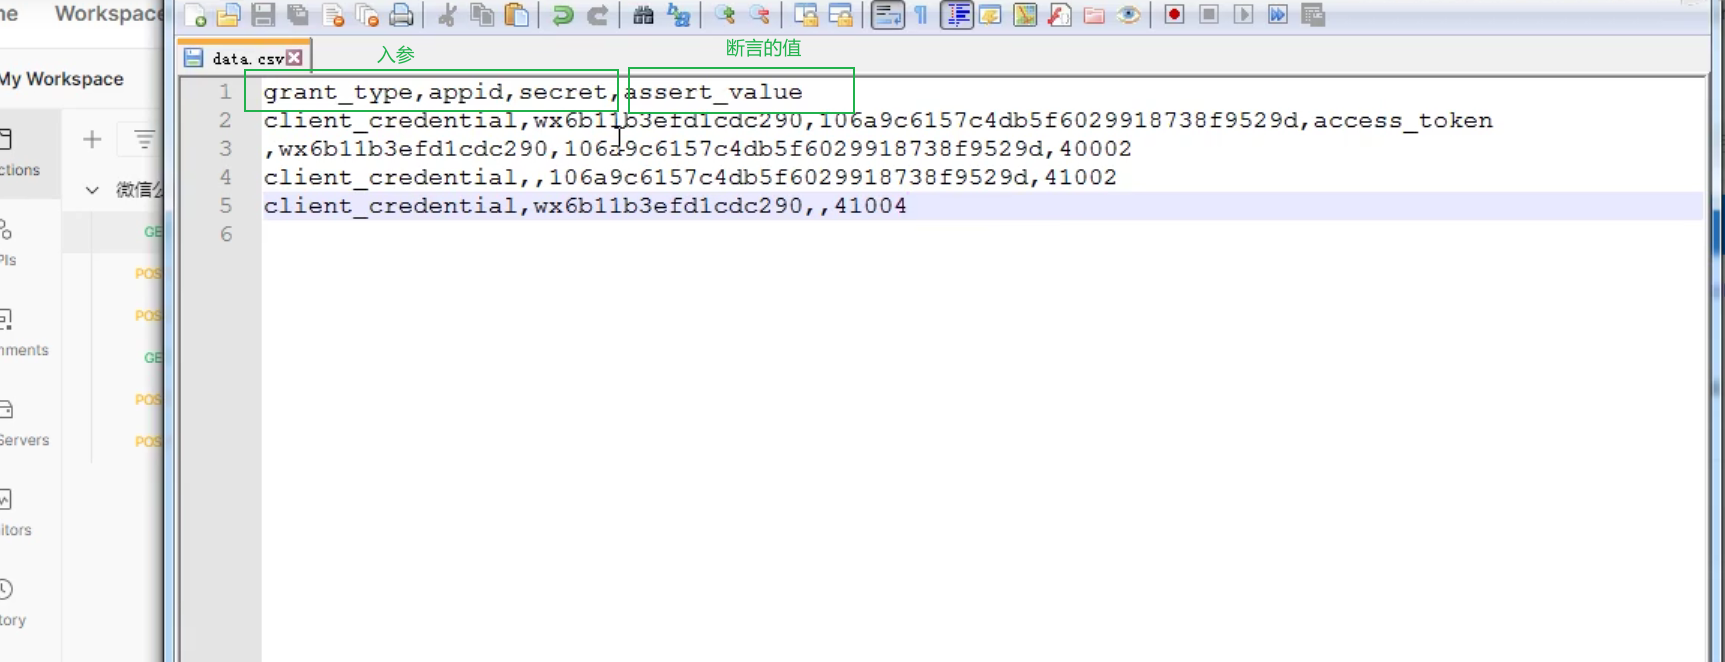 ne Workspace
My Workspace
ctions
微信公
GE
PIs
POS
POS
nments
GE
POS
Servers
POS
itors
tory
data.csv
入参
断言的值
1 grant_type,appid,secret,assert_value
2 client_credential,wx6b11b3efd1cdc290,106a9c6157c4db5f6029918738f9529d,access_token
3 ,wx6b11b3efd1cdc290,106a9c6157c4db5f6029918738f9529d,40002
4 client_credential,,106a9c6157c4db5f6029918738f9529d,41002
5 client_credential,wx6b11b3efd1cdc290,,41004
6